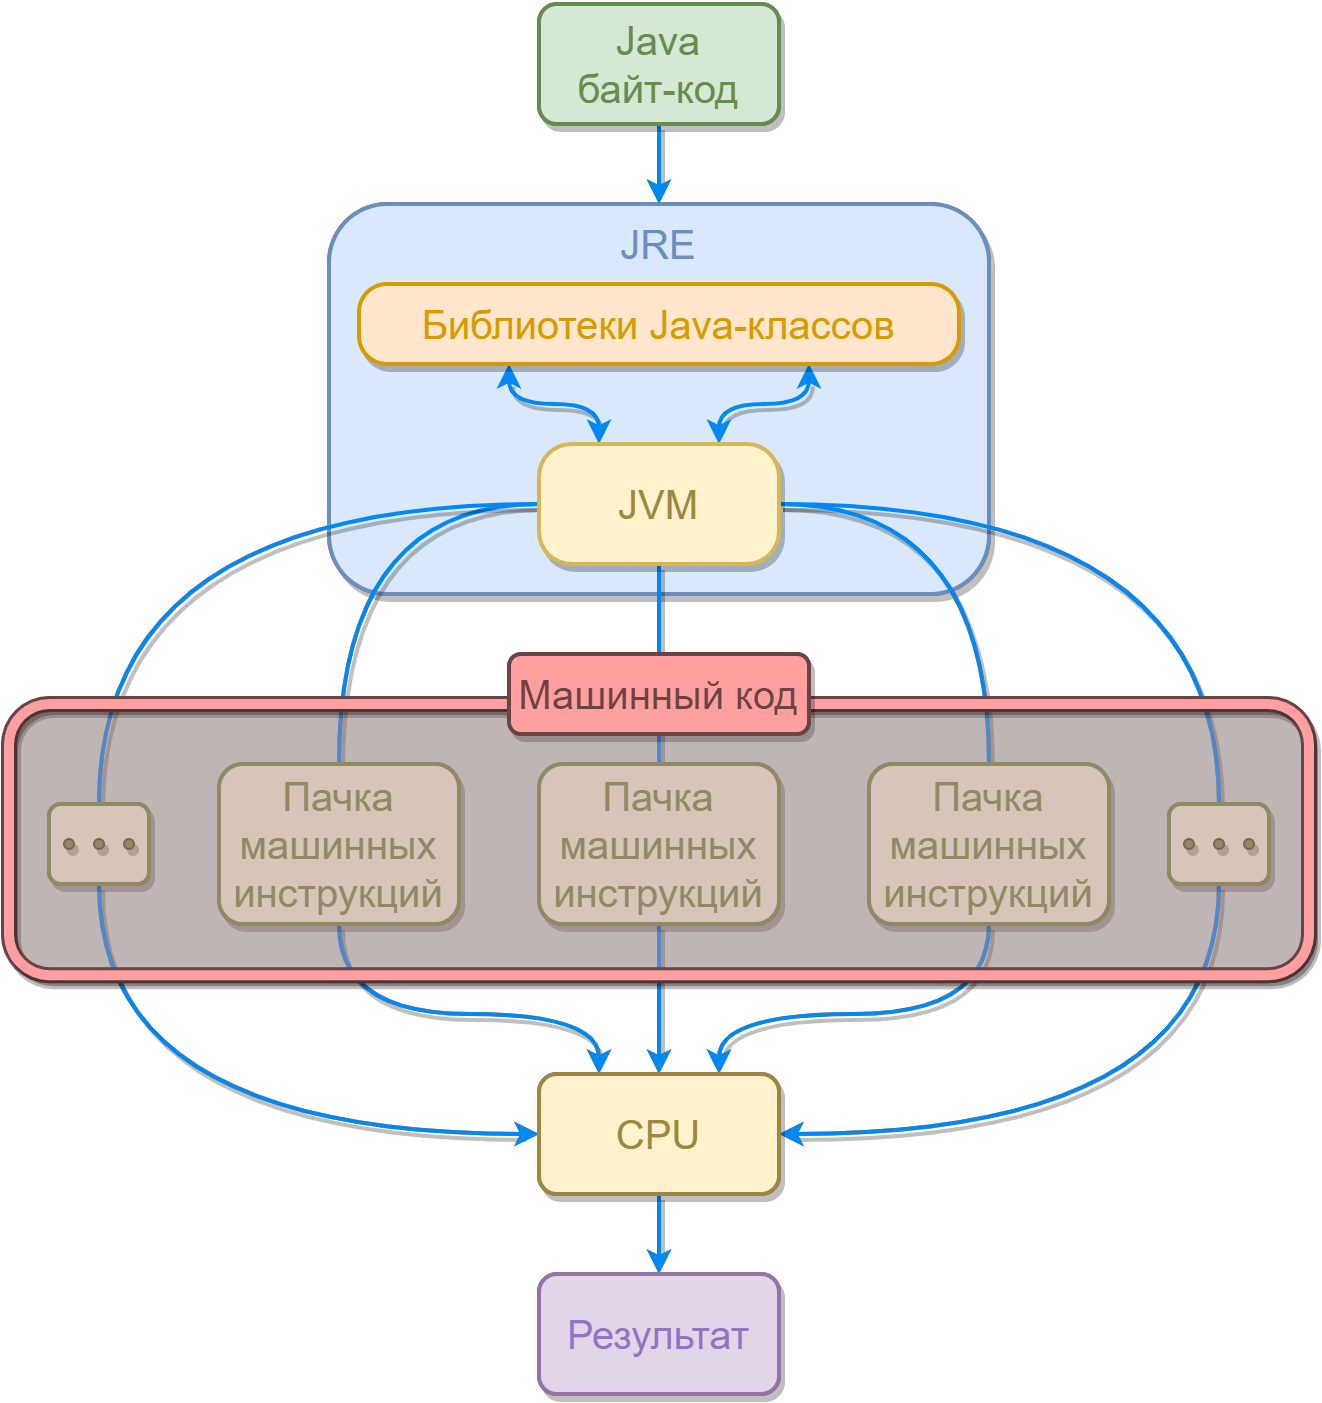 Java
байт-код
JRE
Библиотеки Java-классов
JVM
Машинный код
Пачка
машинных
инструкций
Пачка
машинных
инструкций
Пачка
машинных
инструкций
CPU
Результат